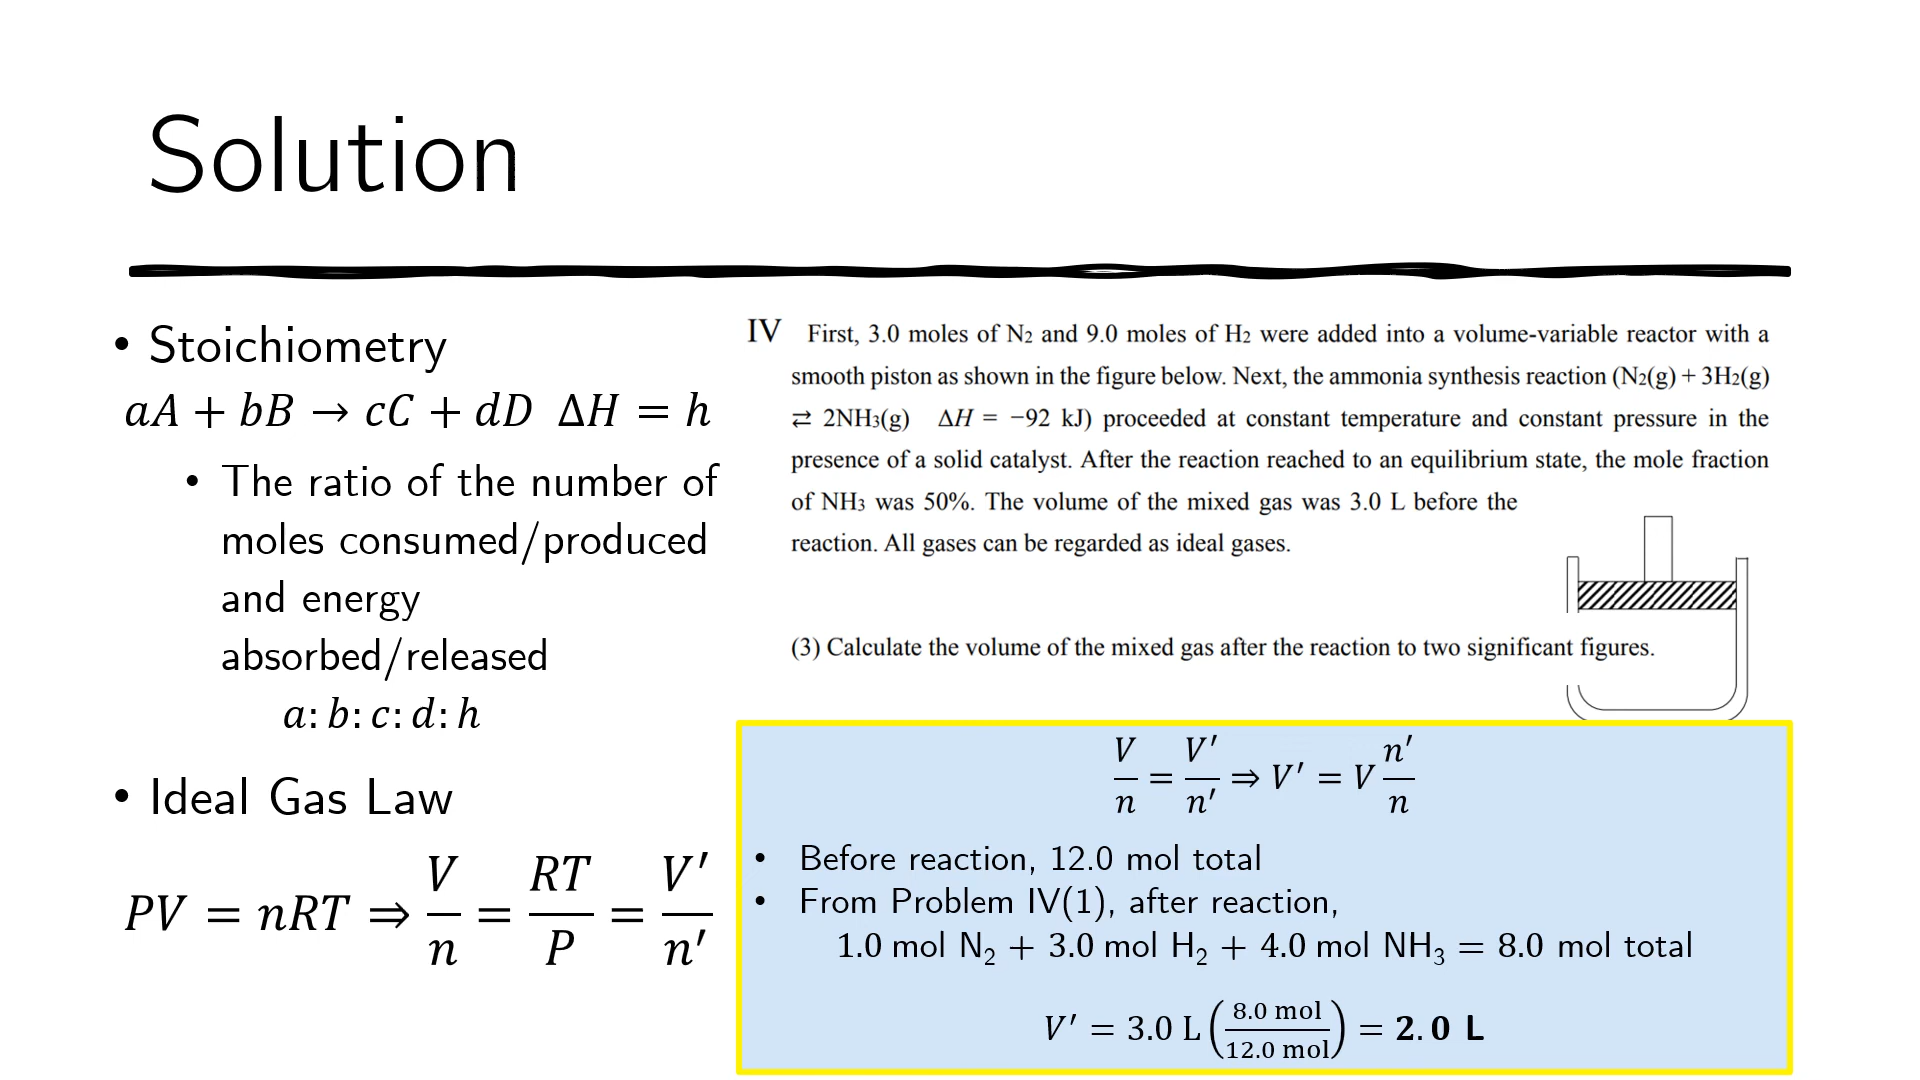 Solution
• Stoichiometry
aA + bB → cC + dD ΔH = h
• The ratio of the number of
moles consumed/produced
and energy
absorbed/released
a: b: c: d: h
• Ideal Gas Law
PV = nRT ⇒ V/n = RT/P = V′/n′
IV First, 3.0 moles of N₂ and 9.0 moles of H₂ were added into a volume-variable reactor with a
smooth piston as shown in the figure below. Next, the ammonia synthesis reaction (N₂(g) + 3H₂(g)
⇄ 2NH₃(g) ΔH = −92 kJ) proceeded at constant temperature and constant pressure in the
presence of a solid catalyst. After the reaction reached to an equilibrium state, the mole fraction
of NH₃ was 50%. The volume of the mixed gas was 3.0 L before the
reaction. All gases can be regarded as ideal gases.
(3) Calculate the volume of the mixed gas after the reaction to two significant figures.
V/n = V′/n′ ⇒ V′ = V n′/n
• Before reaction, 12.0 mol total
• From Problem IV(1), after reaction,
1.0 mol N₂ + 3.0 mol H₂ + 4.0 mol NH₃ = 8.0 mol total
V′ = 3.0 L (8.0 mol/12.0 mol) = 2.0 L